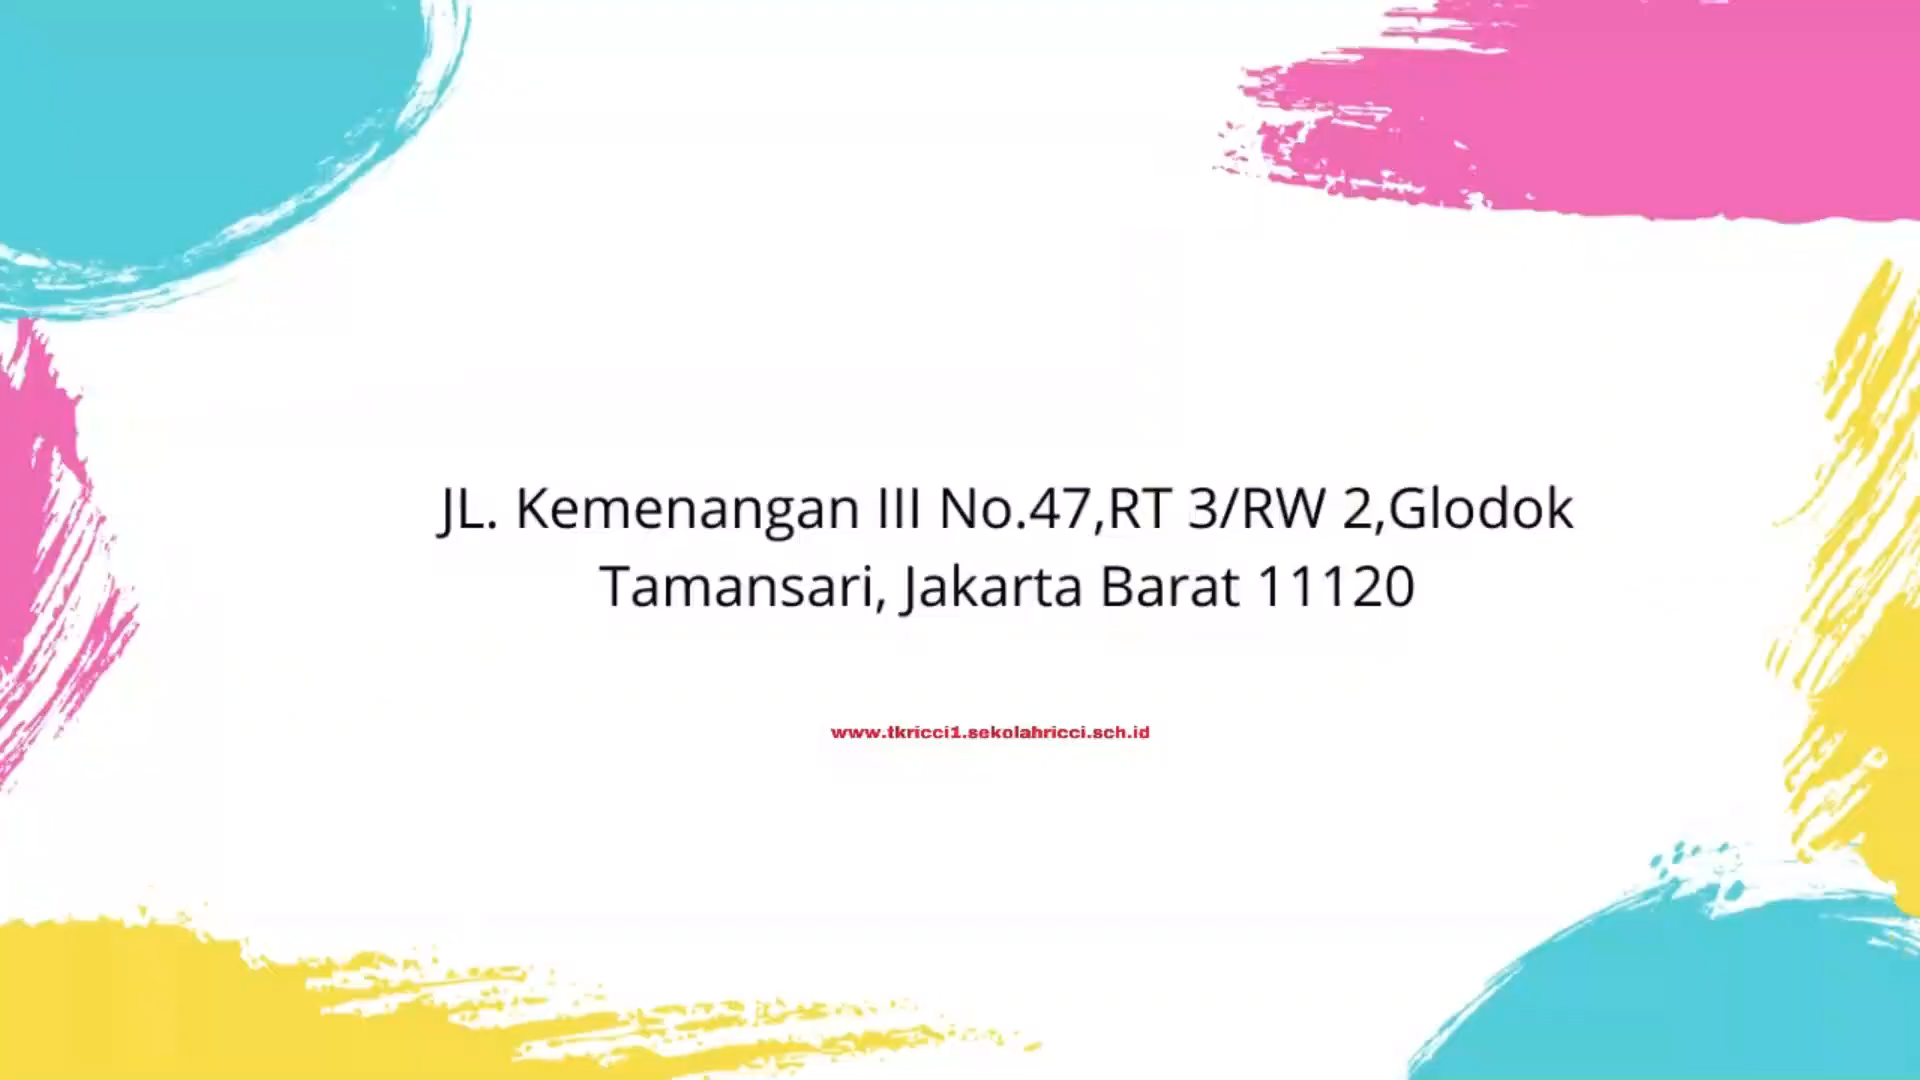 JL. Kemenangan III No.47,RT 3/RW 2,Glodok
Tamansari, Jakarta Barat 11120
www.tkricci1.sekolahricci.sch.id